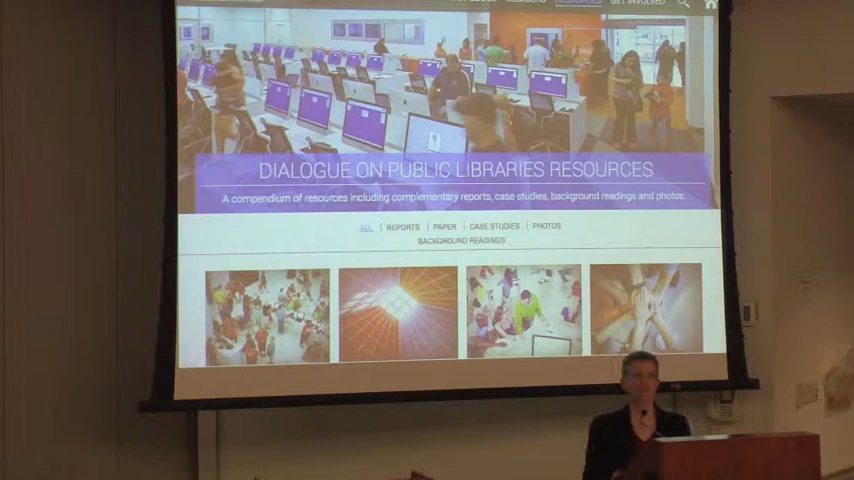 MEMBERS RESOURCES GET INVOLVED
DIALOGUE ON PUBLIC LIBRARIES RESOURCES
A compendium of resources including complementary reports, case studies, background readings and photos.
ALL | REPORTS | PAPER | CASE STUDIES | PHOTOS
BACKGROUND READINGS